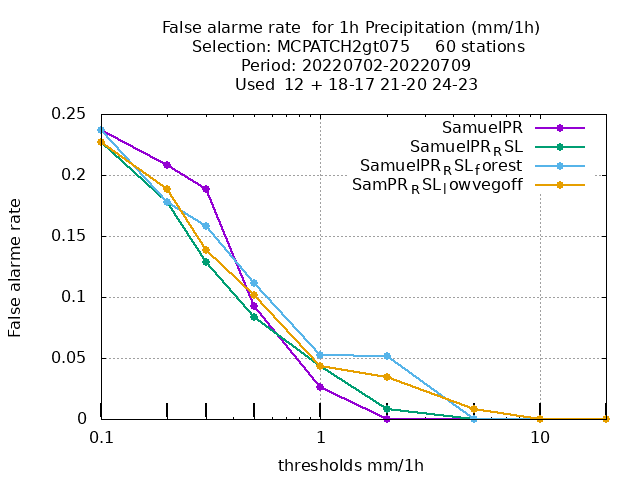 False alarme rate  for 1h Precipitation (mm/1h)
Selection: MCPATCH2gt075     60 stations
Period: 20220702-20220709
Used  12 + 18-17 21-20 24-23
SamuelPR
SamuelPR_RSL
SamuelPR_RSL_forest
SamPR_RSL_lowvegoff
False alarme rate
0.25
0.2
0.15
0.1
0.05
0
0.1 1 10
thresholds mm/1h